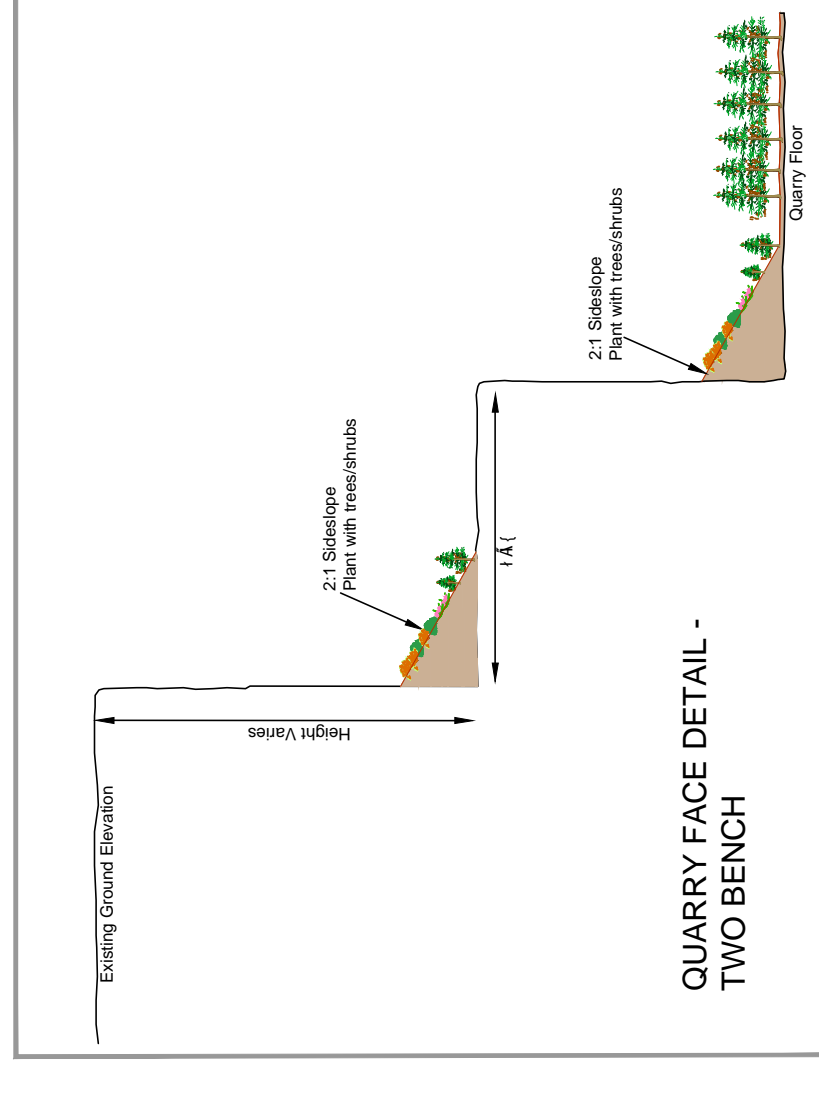 Existing Ground Elevation
Height Varies
2:1 Sideslope
Plant with trees/shrubs
2:1 Sideslope
Plant with trees/shrubs
Quarry Floor
QUARRY FACE DETAIL -
TWO BENCH